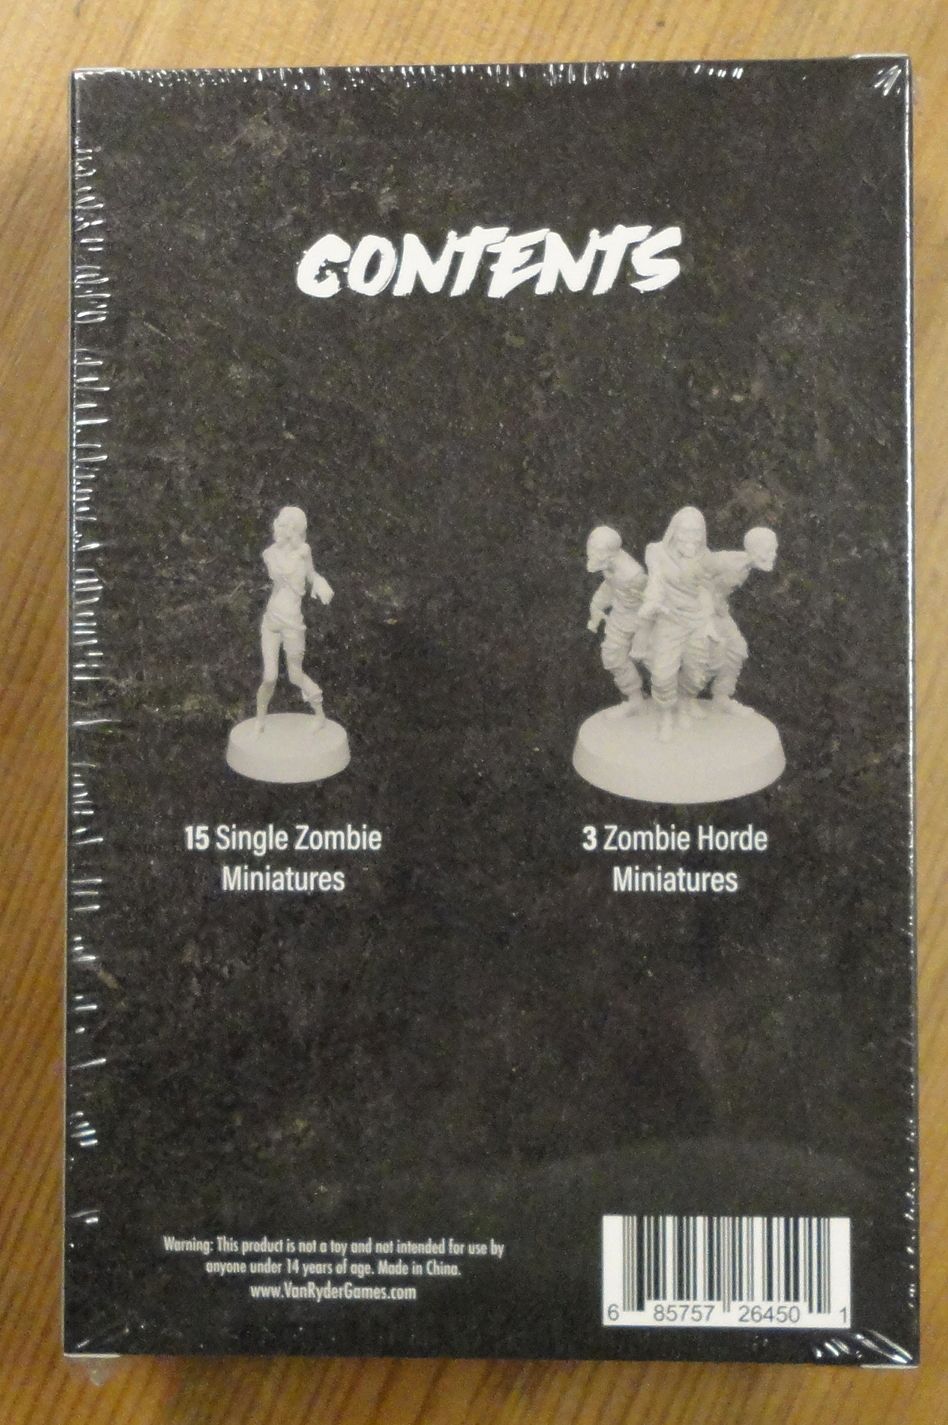 CONTENTS
15 Single Zombie
Miniatures
3 Zombie Horde
Miniatures
Warning: This product is not a toy and not intended for use by
anyone under 14 years of age. Made in China.
www.VanRyderGames.com
6 85757 26450 1